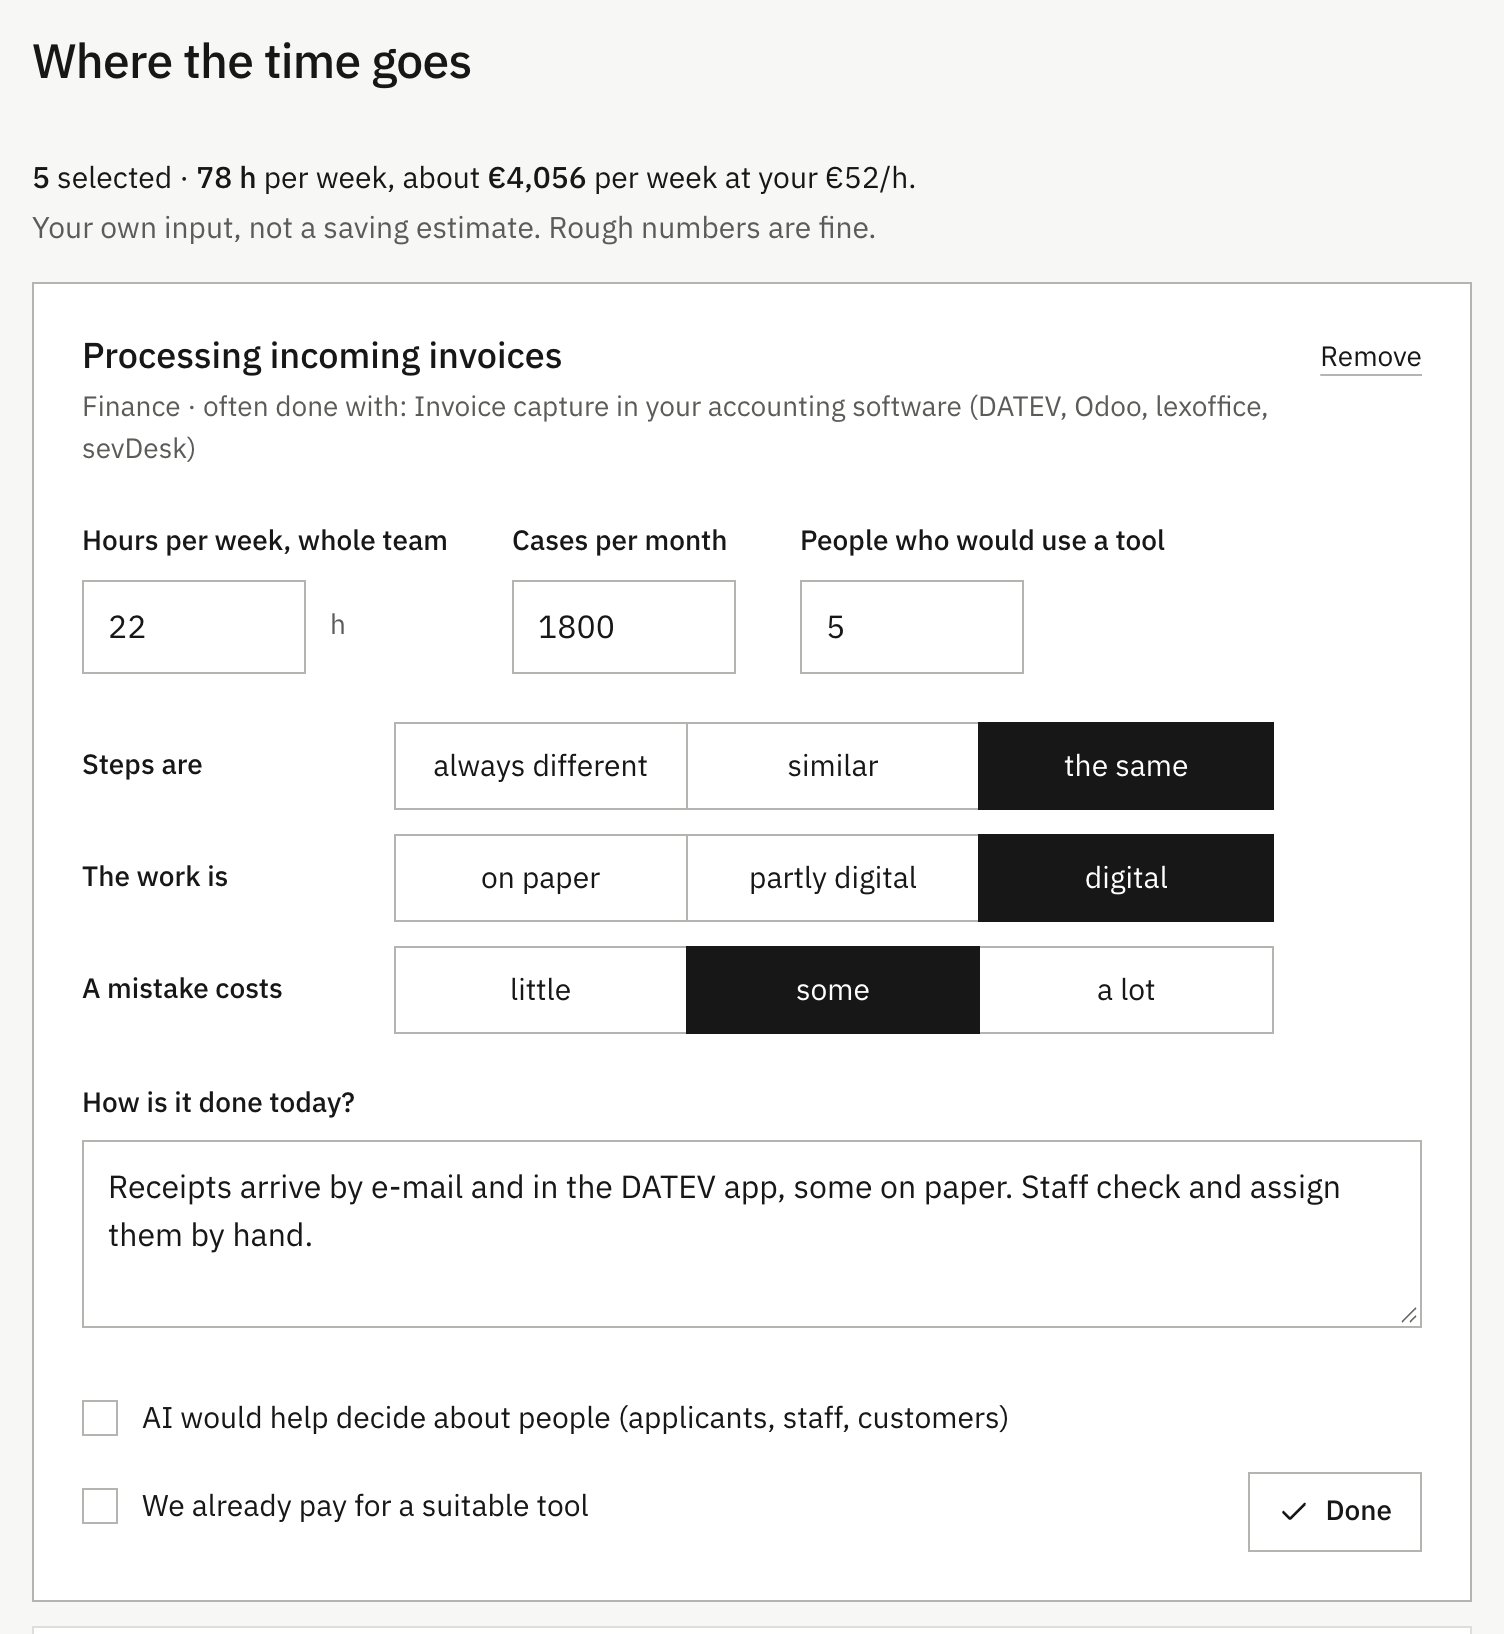 Where the time goes
5 selected · 78 h per week, about €4,056 per week at your €52/h.
Your own input, not a saving estimate. Rough numbers are fine.
Processing incoming invoices
Remove
Finance · often done with: Invoice capture in your accounting software (DATEV, Odoo, lexoffice,
sevDesk)
Hours per week, whole team
Cases per month
People who would use a tool
22 h
1800
5
Steps are
always different
similar
the same
The work is
on paper
partly digital
digital
A mistake costs
little
some
a lot
How is it done today?
Receipts arrive by e-mail and in the DATEV app, some on paper. Staff check and assign
them by hand.
AI would help decide about people (applicants, staff, customers)
We already pay for a suitable tool
Done